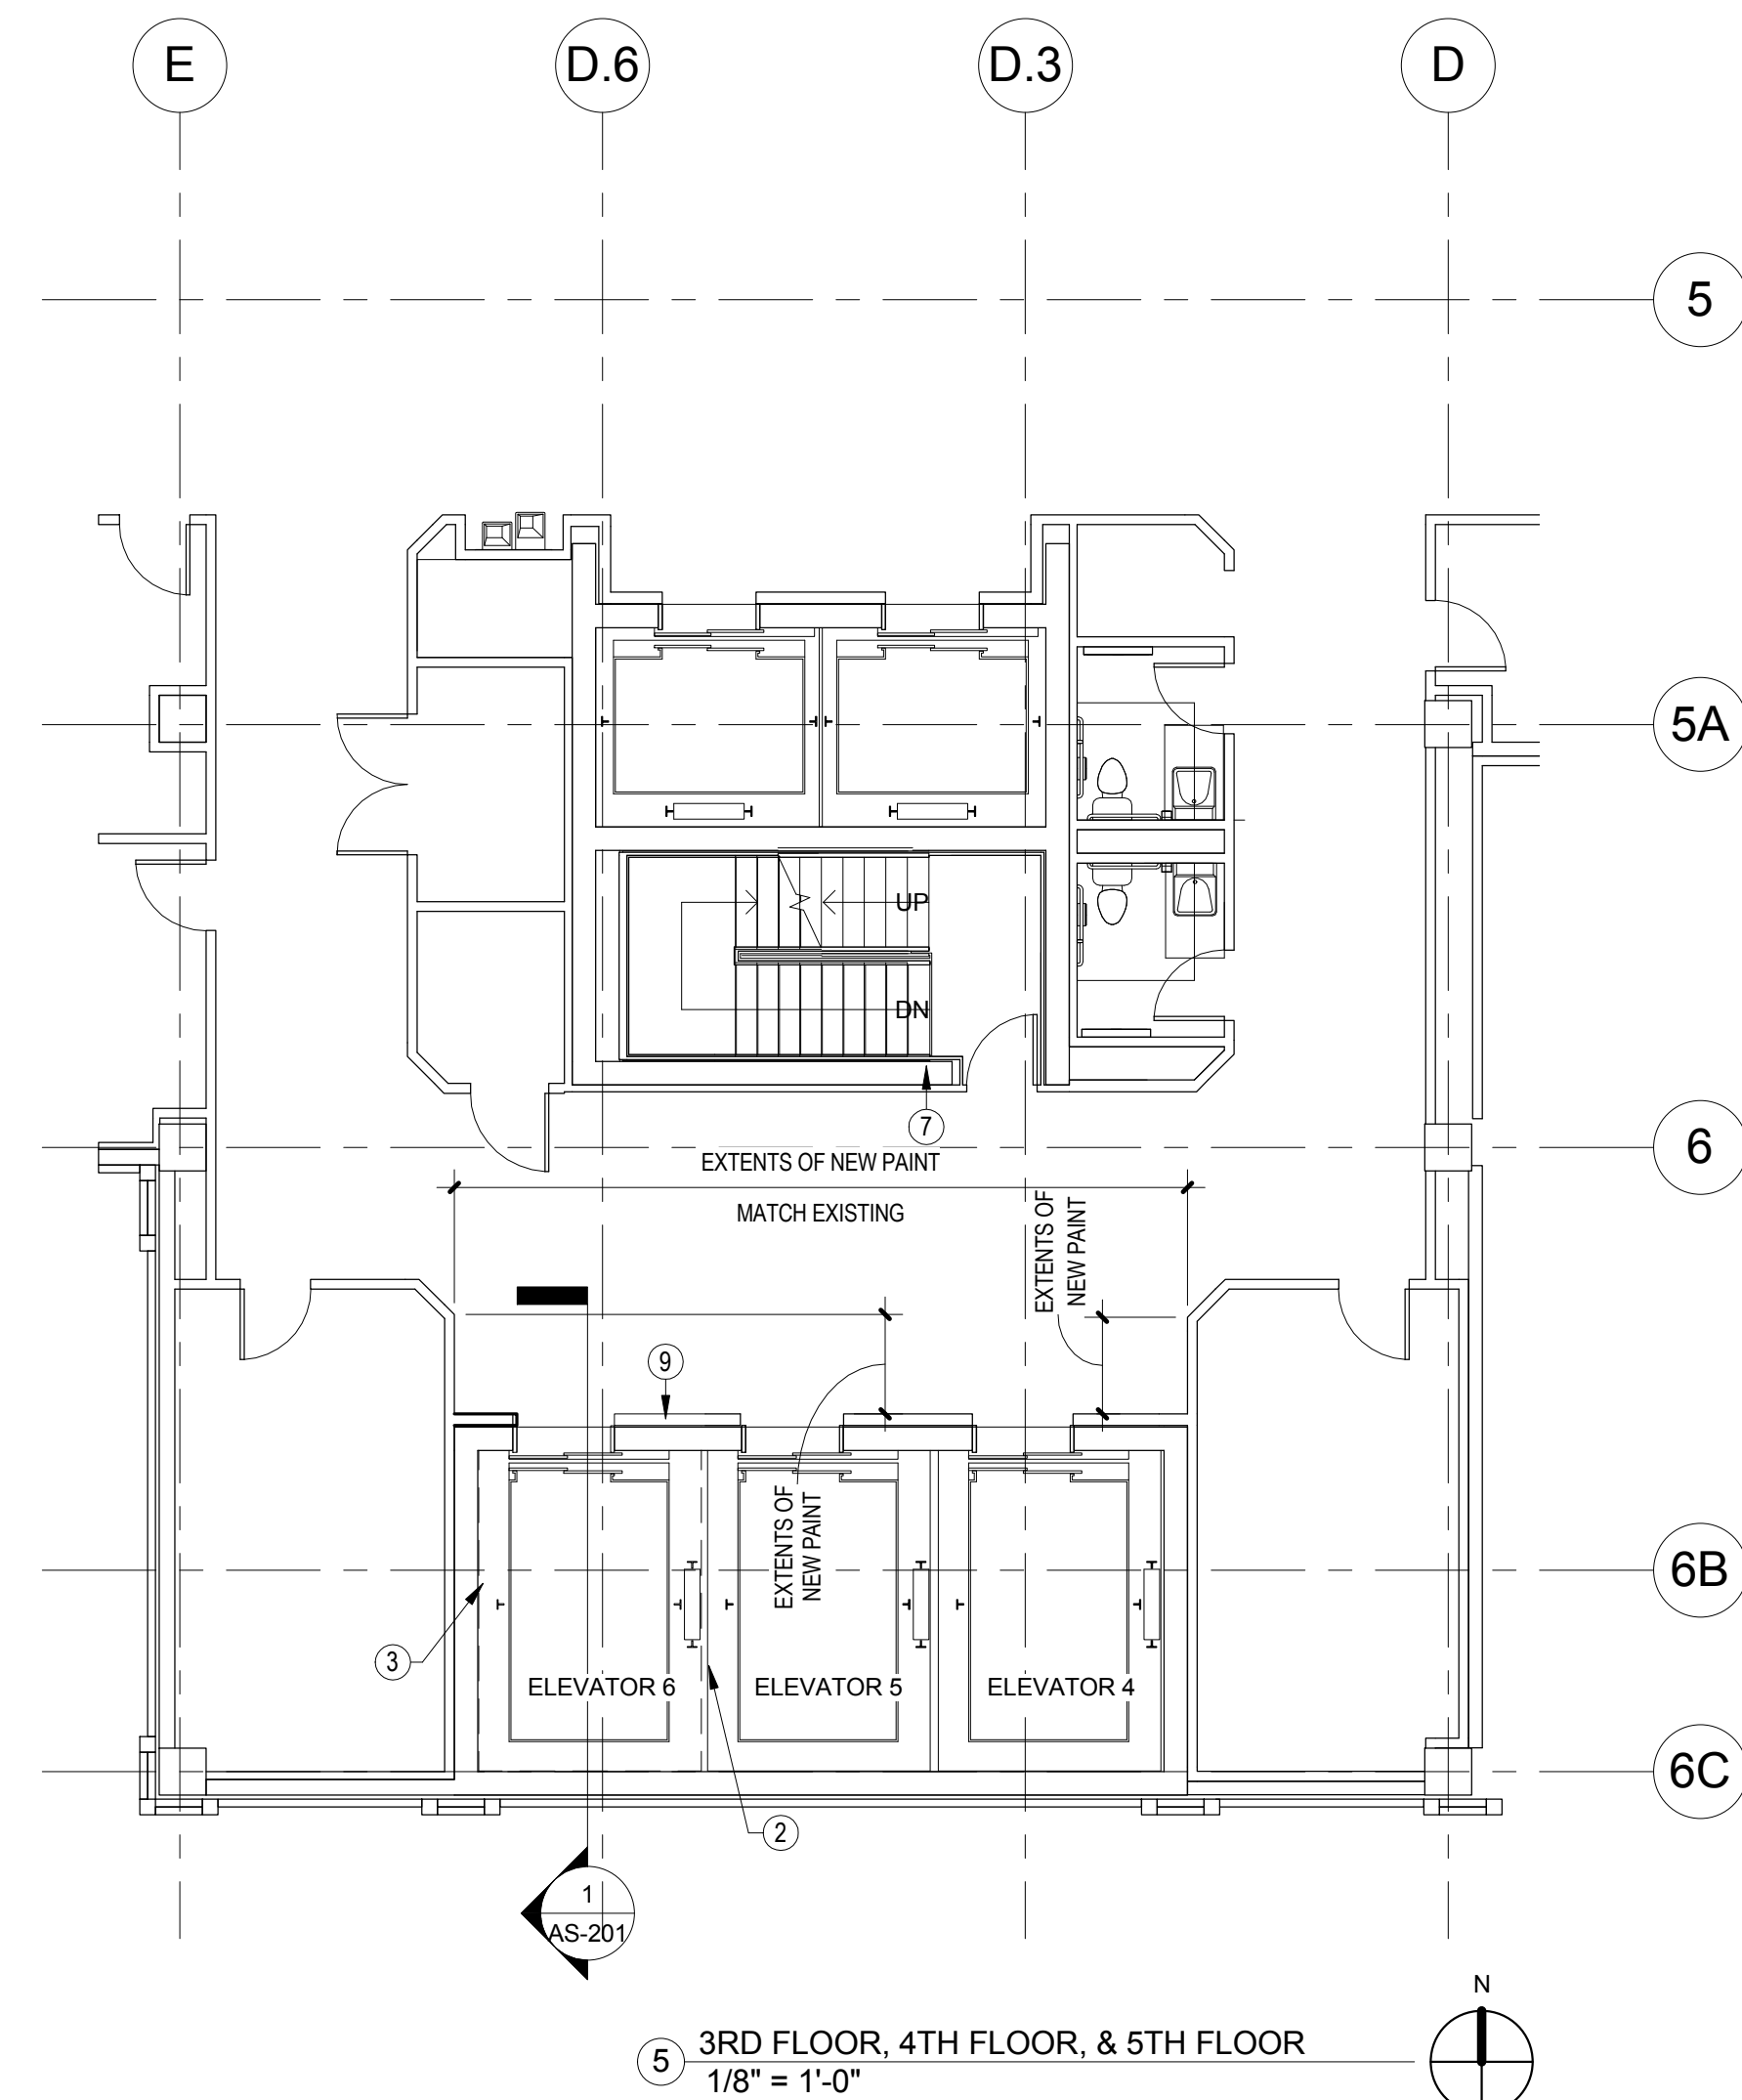 E
D.6
D.3
D
5
5A
UP
DN
7
6
EXTENTS OF NEW PAINT
MATCH EXISTING
EXTENTS OF
NEW PAINT
9
EXTENTS OF
NEW PAINT
6B
3
ELEVATOR 6
ELEVATOR 5
ELEVATOR 4
6C
2
1
AS-201
N
5
3RD FLOOR, 4TH FLOOR, & 5TH FLOOR
1/8" = 1'-0"